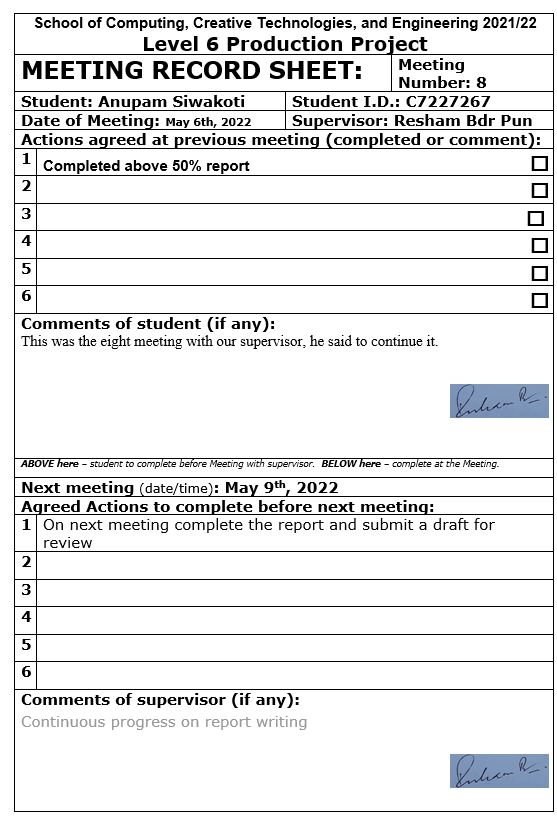 School of Computing, Creative Technologies, and Engineering 2021/22
Level 6 Production Project
MEETING RECORD SHEET:
Meeting
Number: 8
Student: Anupam Siwakoti
Student I.D.: C7227267
Date of Meeting: May 6th, 2022
Supervisor: Resham Bdr Pun
Actions agreed at previous meeting (completed or comment):
1 Completed above 50% report
2
3
4
5
6
Comments of student (if any):
This was the eight meeting with our supervisor, he said to continue it.
ABOVE here – student to complete before Meeting with supervisor. BELOW here – complete at the Meeting.
Next meeting (date/time): May 9th, 2022
Agreed Actions to complete before next meeting:
1 On next meeting complete the report and submit a draft for
review
2
3
4
5
6
Comments of supervisor (if any):
Continuous progress on report writing